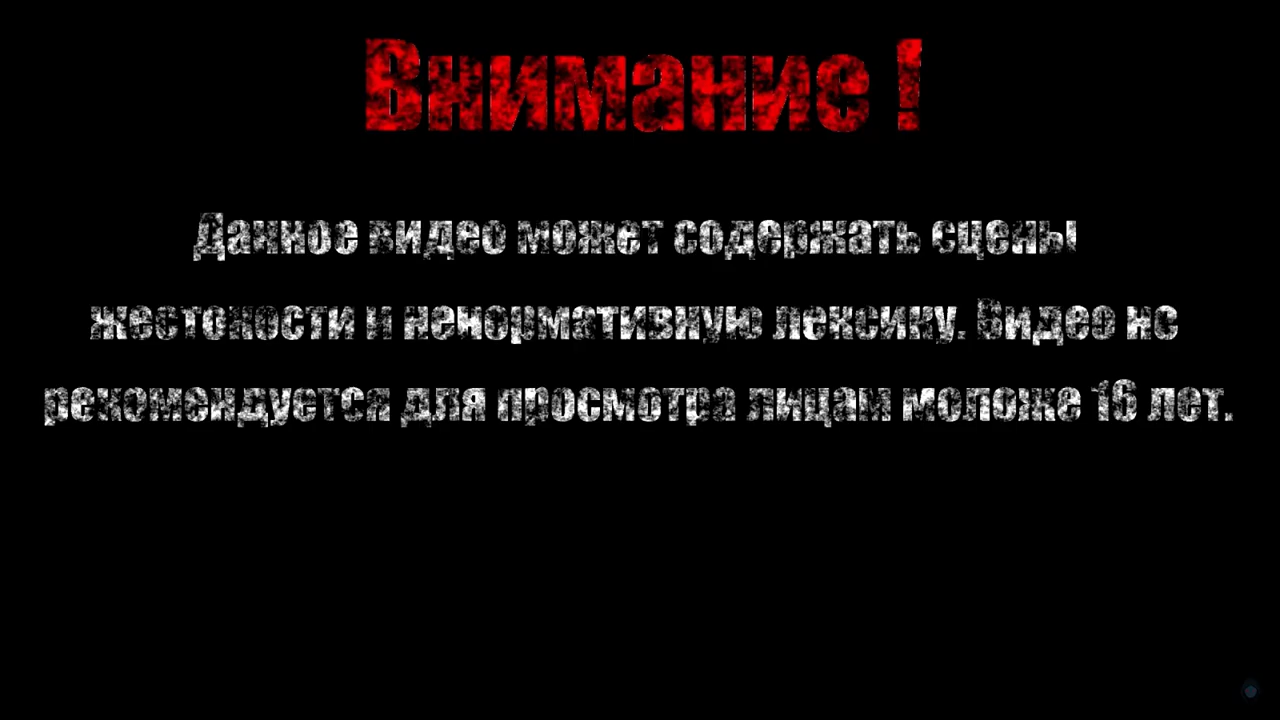 Внимание !
Данное видео может содержать сцены
жестокости и ненормативную лексику. Видео не
рекомендуется для просмотра лицам моложе 16 лет.